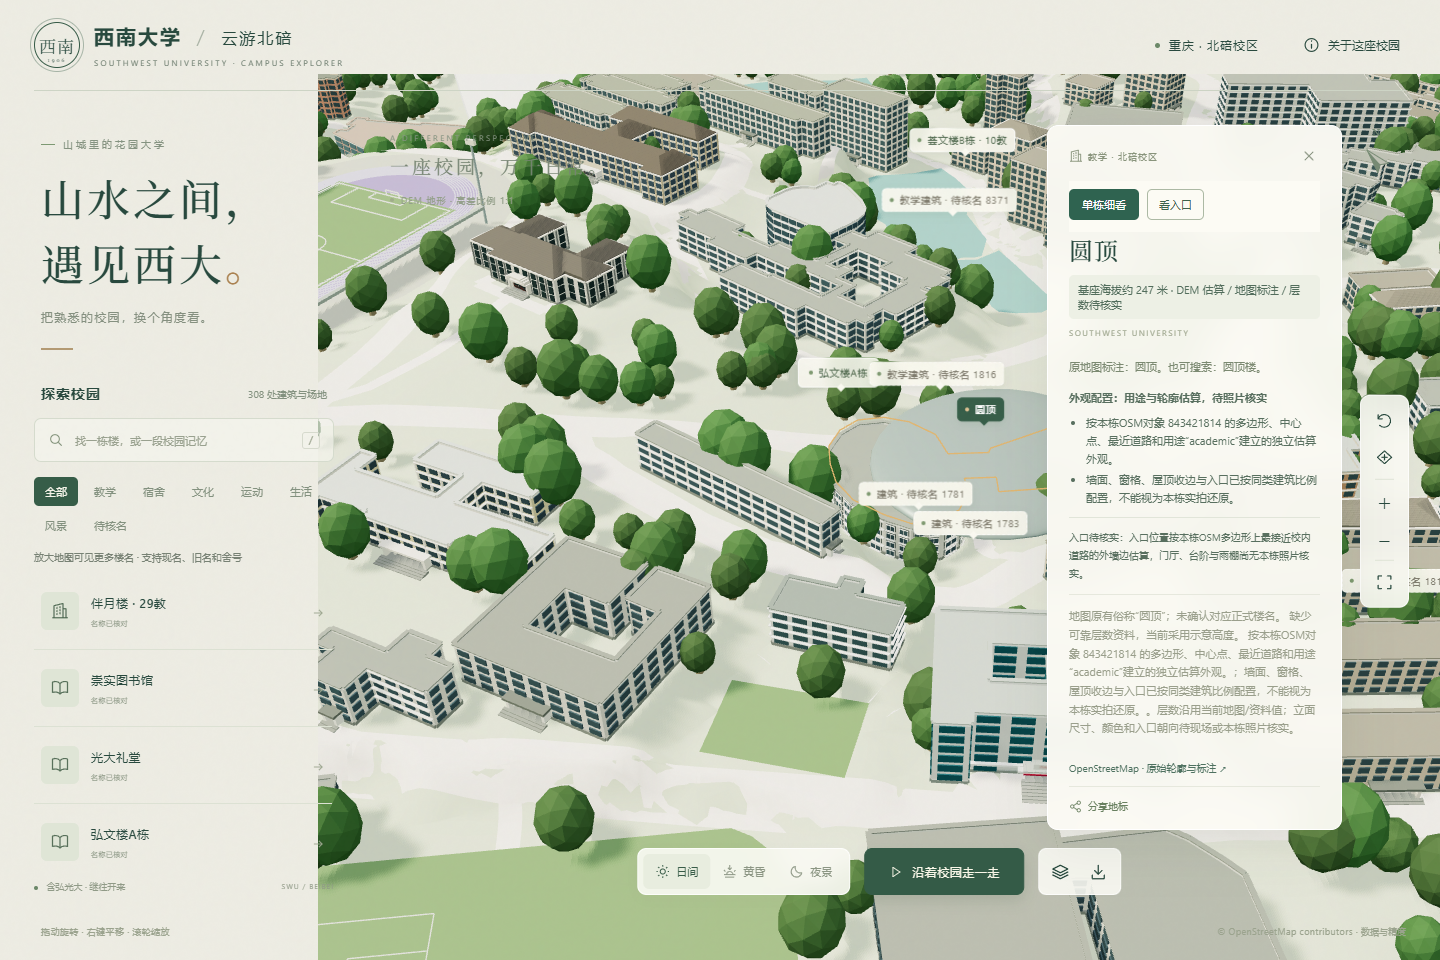 西南
1906
西南大学 / 云游北碚
SOUTHWEST UNIVERSITY · CAMPUS EXPLORER
重庆 · 北碚校区
关于这座校园
山城里的花园大学
山水之间，
遇见西大。
把熟悉的校园，换个角度看。
探索校园
308 处建筑与场地
找一栋楼，或一段校园记忆
/
全部 教学 宿舍 文化 运动 生活
风景 待核名
放大地图可见更多楼名 · 支持现名、旧名和舍号
伴月楼 · 29教
名称已核对
崇实图书馆
名称已核对
光大礼堂
名称已核对
弘文楼A栋
名称已核对
含弘光大 · 继往开来
SWU / BE
拖动旋转 · 右键平移 · 滚轮缩放
一座校园，万
DEM 地形 · 高差比例 1:
荟文楼B栋 · 10教
教学建筑 · 待核名 8371
弘文楼A栋
教学建筑 · 待核名 1816
圆顶
建筑 · 待核名 1781
建筑 · 待核名 1783
教学 · 北碚校区
单栋细看
看入口
圆顶
基座海拔约 247 米 · DEM 估算 / 地图标注 / 层
数待核实
SOUTHWEST UNIVERSITY
原地图标注：圆顶。也可搜索：圆顶楼。
外观配置：用途与轮廓估算，待照片核实
按本栋OSM对象 843421814 的多边形、中心
点、最近道路和用途“academic”建立的独立估算
外观。
墙面、窗格、屋顶收边与入口已按同类建筑比例
配置，不能视为本栋实拍还原。
入口待核实：入口位置按本栋OSM多边形上最接近校内
道路的外墙边估算，门厅、台阶与雨棚尚无本栋照片核
实。
地图原有俗称“圆顶”；未确认对应正式楼名。 缺少
可靠层数资料，当前采用示意高度。 按本栋OSM对
象 843421814 的多边形、中心点、最近道路和用途
“academic”建立的独立估算外观。；墙面、窗格、
屋顶收边与入口已按同类建筑比例配置，不能视为
本栋实拍还原。。层数沿用当前地图/资料值；立面
尺寸、颜色和入口朝向待现场或本栋照片核实。
OpenStreetMap · 原始轮廓与标注 ↗
分享地标
日间
黄昏
夜景
沿着校园走一走
© OpenStreetMap contributors · 数据与精度